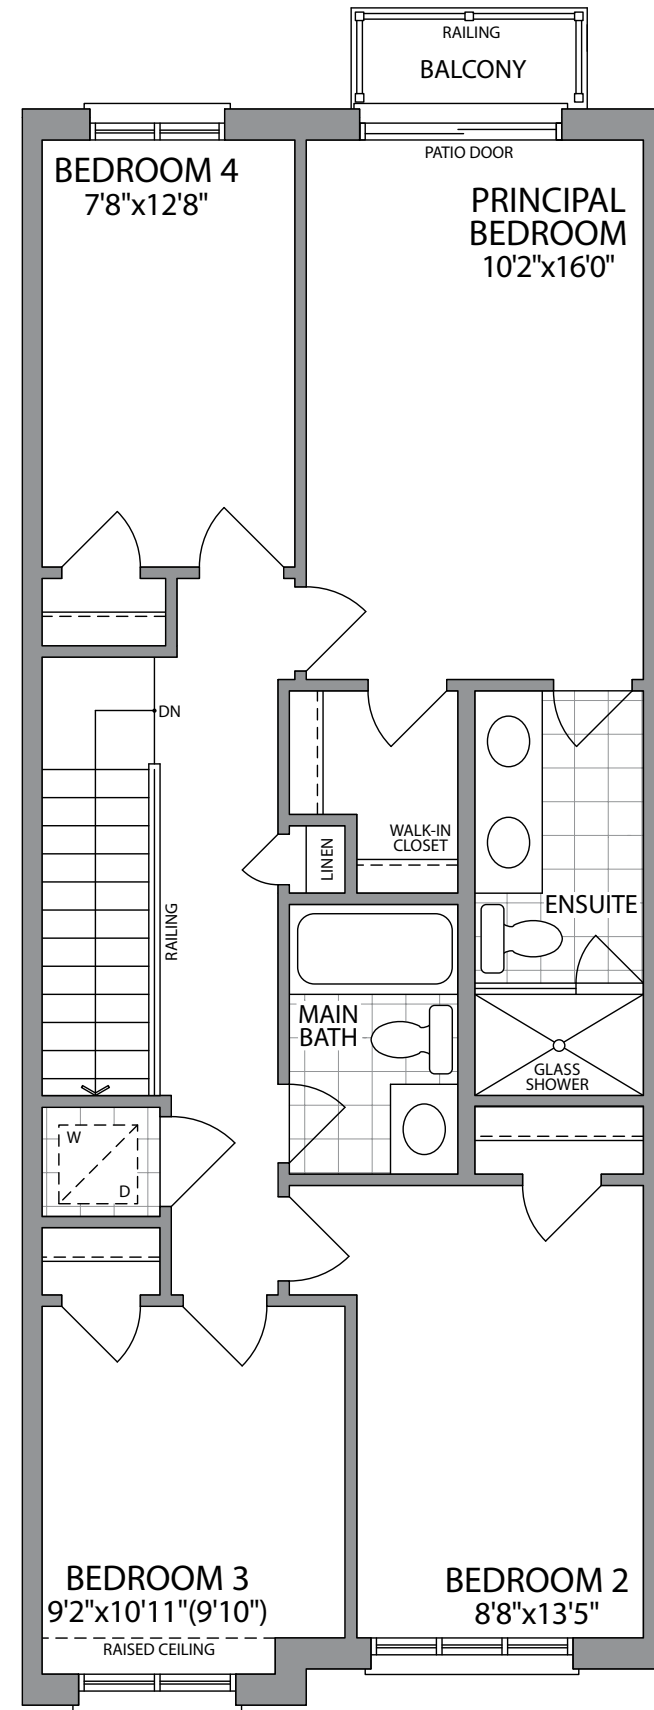 RAILING
BALCONY
PATIO DOOR
BEDROOM 4
7'8"x12'8"
PRINCIPAL
BEDROOM
10'2"x16'0"
DN
WALK-IN
CLOSET
LINEN
RAILING
ENSUITE
MAIN
BATH
GLASS
SHOWER
W
D
BEDROOM 3
9'2"x10'11"(9'10")
RAISED CEILING
BEDROOM 2
8'8"x13'5"